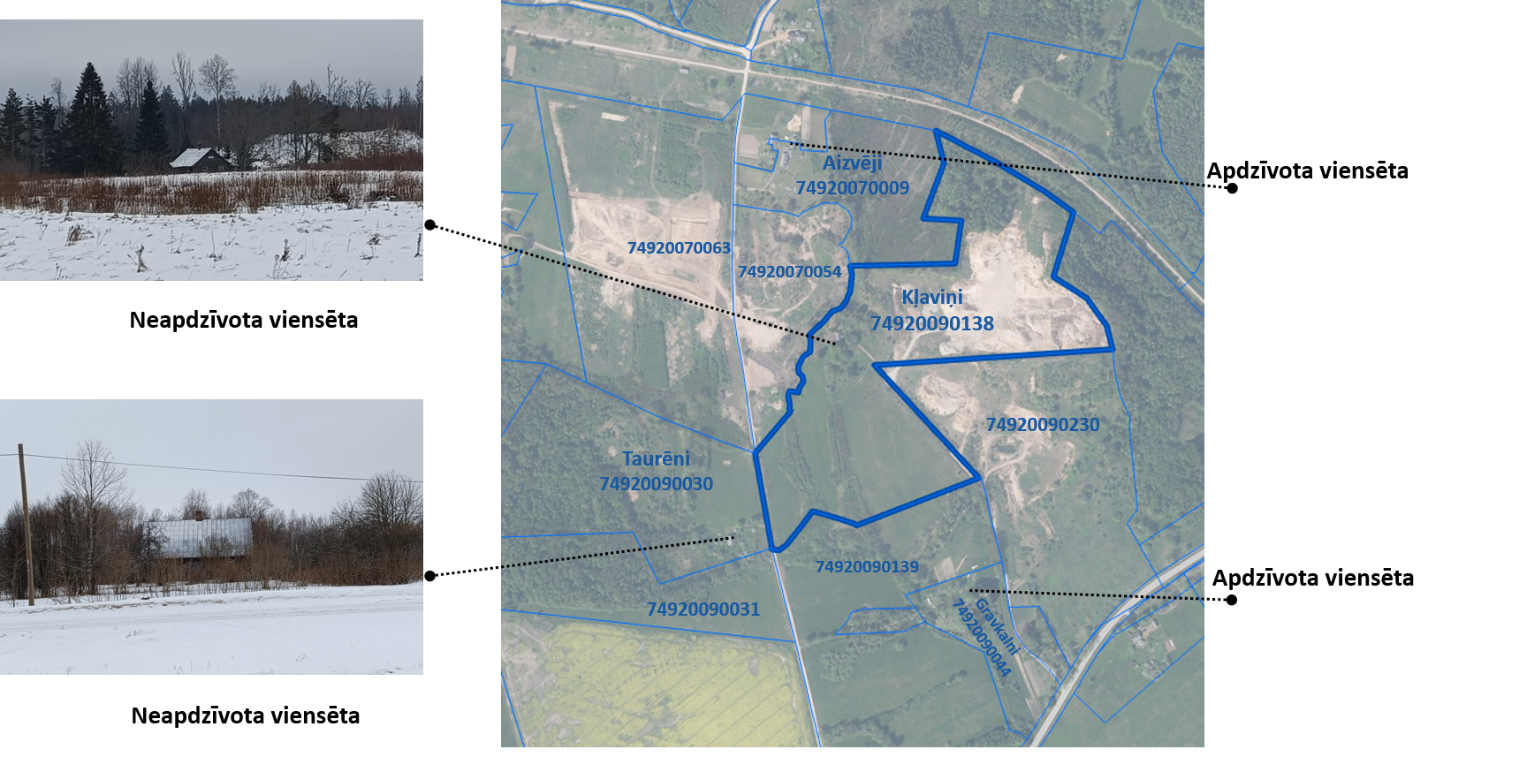 Aizvēji
74920070009
Apdzīvota viensēta
74920070063
74920070054
Kļaviņi
74920090138
Neapdzīvota viensēta
74920090230
Taurēni
74920090030
74920090139
Apdzīvota viensēta
74920090031
Gravkalni
74920090044
Neapdzīvota viensēta